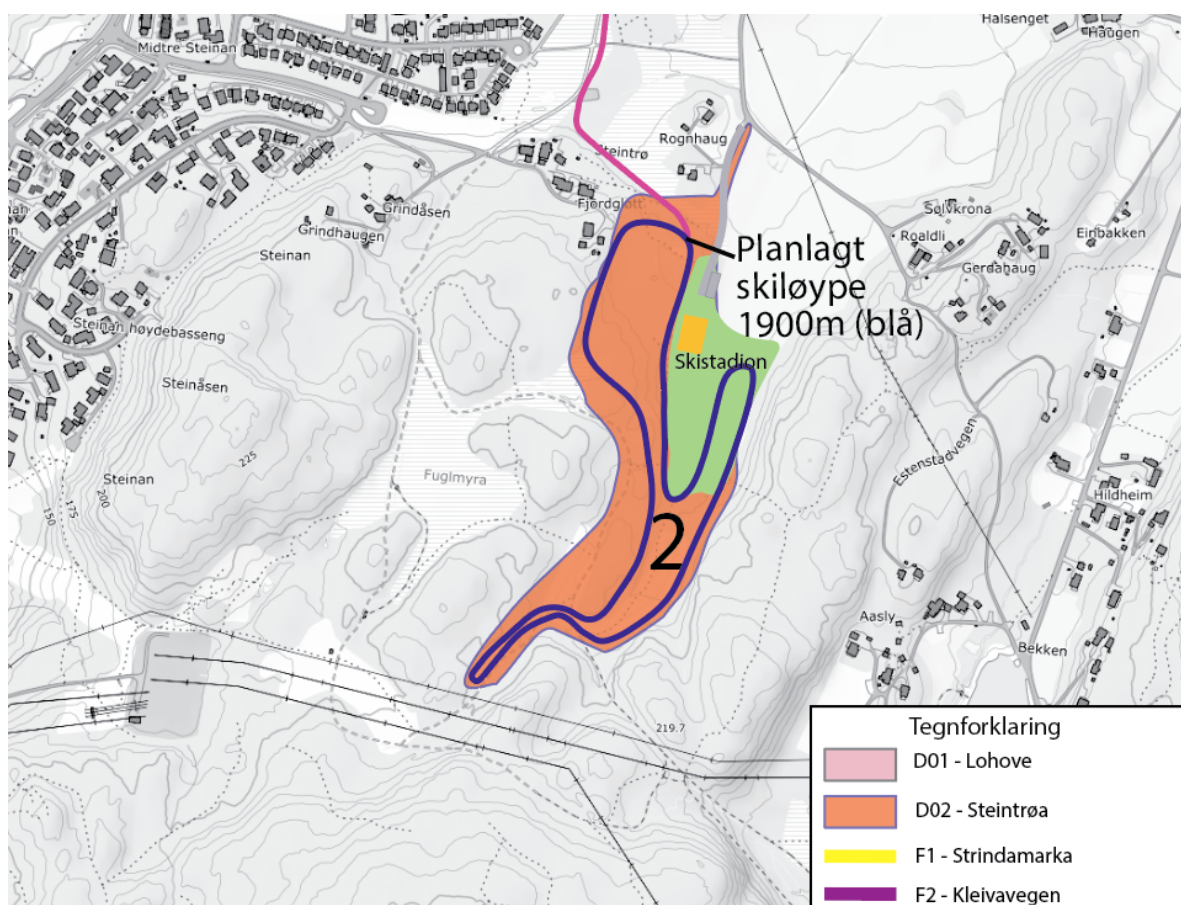 Halsenget
Haugen
Midtre Steinan
Rognhaug
Steintrø
Fjordgløtt
Grindåsen
Grindhaugen
Steinan
Sølvkrona
Roaldli
Einbakken
Gerdahaug
Planlagt
skiløype
1900m (blå)
Steinan høydebasseng
Skistadion
Steinåsen
225
Fuglmyra
Steinan
200
175
150
Estenstadvegen
Hildheim
2
Aasly
Bekken
219.7
Tegnforklaring
D01 - Lohove
D02 - Steintrøa
F1 - Strindamarka
F2 - Kleivavegen